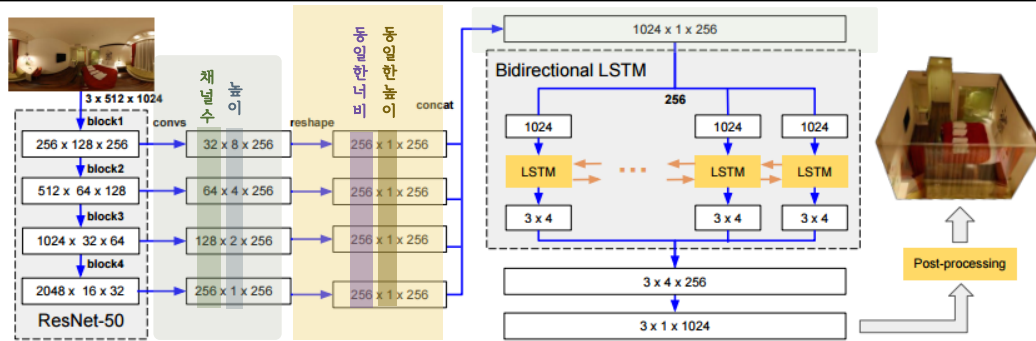 3 x 512 x 1024
block1
256 x 128 x 256
block2
512 x 64 x 128
block3
1024 x 32 x 64
block4
2048 x 16 x 32
ResNet-50
convs
채널수
높이
32 x 8 x 256
64 x 4 x 256
128 x 2 x 256
256 x 1 x 256
reshape
동일한너비
동일한높이
256 x 1 x 256
256 x 1 x 256
256 x 1 x 256
256 x 1 x 256
concat
1024 x 1 x 256
Bidirectional LSTM
256
1024
1024
1024
LSTM
...
LSTM
LSTM
3 x 4
3 x 4
3 x 4
3 x 4 x 256
3 x 1 x 1024
Post-processing